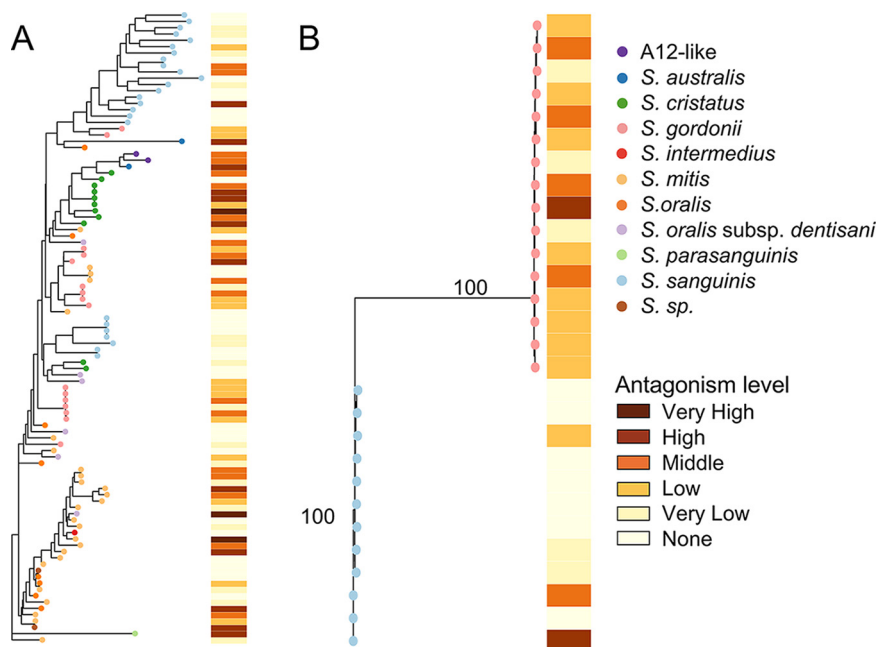 A
B
100
100
A12-like
S. australis
S. cristatus
S. gordonii
S. intermedius
S. mitis
S.oralis
S. oralis subsp. dentisani
S. parasanguinis
S. sanguinis
S. sp.
Antagonism level
Very High
High
Middle
Low
Very Low
None